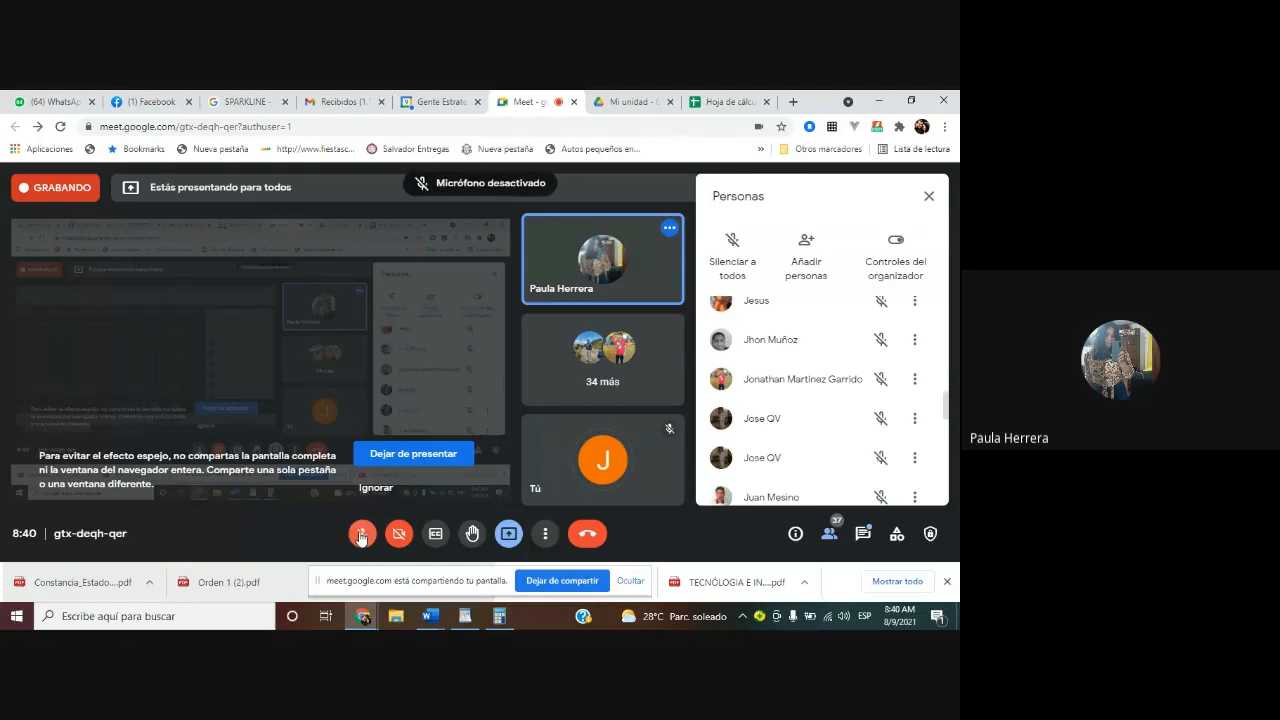 (64) WhatsAp
(1) Facebook
SPARKLINE -
Recibidos (1.
Gente Estrate
Meet - g
Mi unidad - G
Hoja de cálcu
meet.google.com/gtx-deqh-qer?authuser=1
Aplicaciones
Bookmarks
Nueva pestaña
http://www.fiestasc...
Salvador Entregas
Nueva pestaña
Autos pequeños en...
»
Otros marcadores
Lista de lectura
GRABANDO
Estás presentando para todos
Micrófono desactivado
Personas
Silenciar a todos
Añadir personas
Controles del organizador
Paula Herrera
34 más
J
Tú
Jesus
Jhon Muñoz
Jonathan Martinez Garrido
Jose QV
Jose QV
Juan Mesino
Para evitar el efecto espejo, no compartas la pantalla completa
ni la ventana del navegador entera. Comparte una sola pestaña
o una ventana diferente.
Dejar de presentar
Ignorar
8:40 | gtx-deqh-qer
37
Constancia_Estado....pdf
Orden 1 (2).pdf
meet.google.com está compartiendo tu pantalla.
Dejar de compartir
Ocultar
TECNÓLOGIA E IN....pdf
Mostrar todo
Escribe aquí para buscar
28°C Parc. soleado
ESP
8:40 AM
8/9/2021
1
Paula Herrera